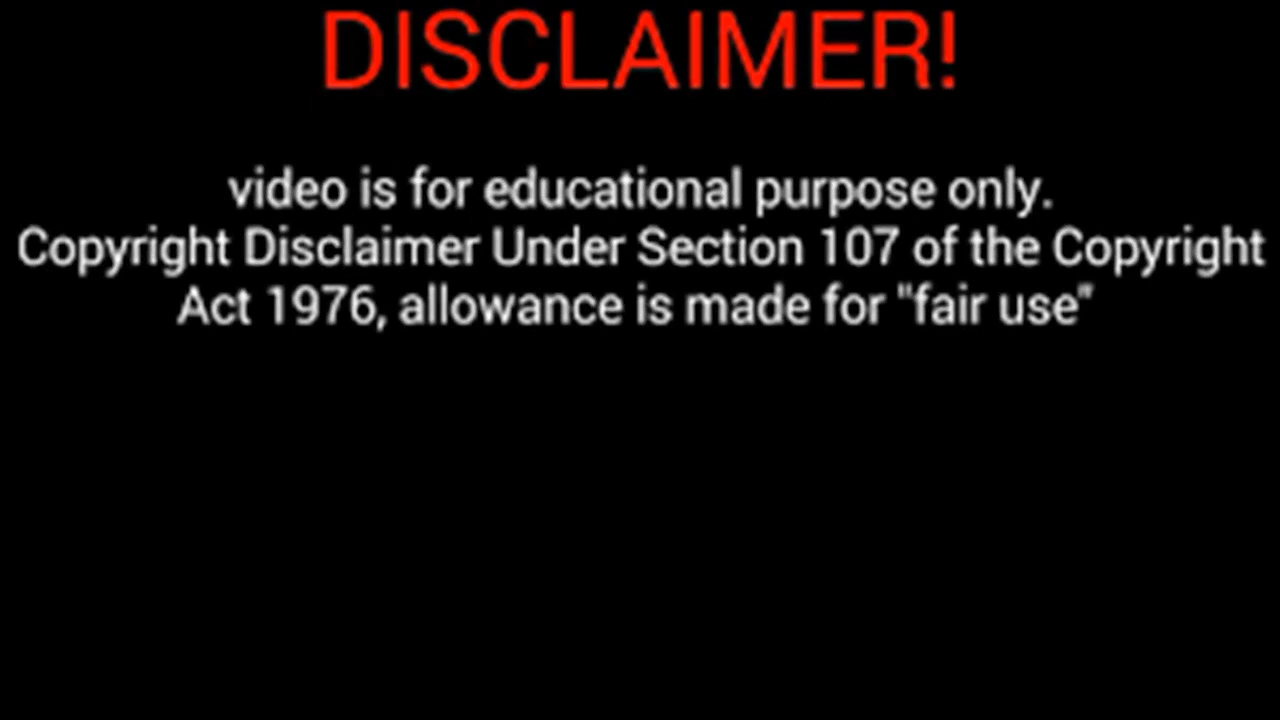 DISCLAIMER!
video is for educational purpose only.
Copyright Disclaimer Under Section 107 of the Copyright
Act 1976, allowance is made for "fair use"